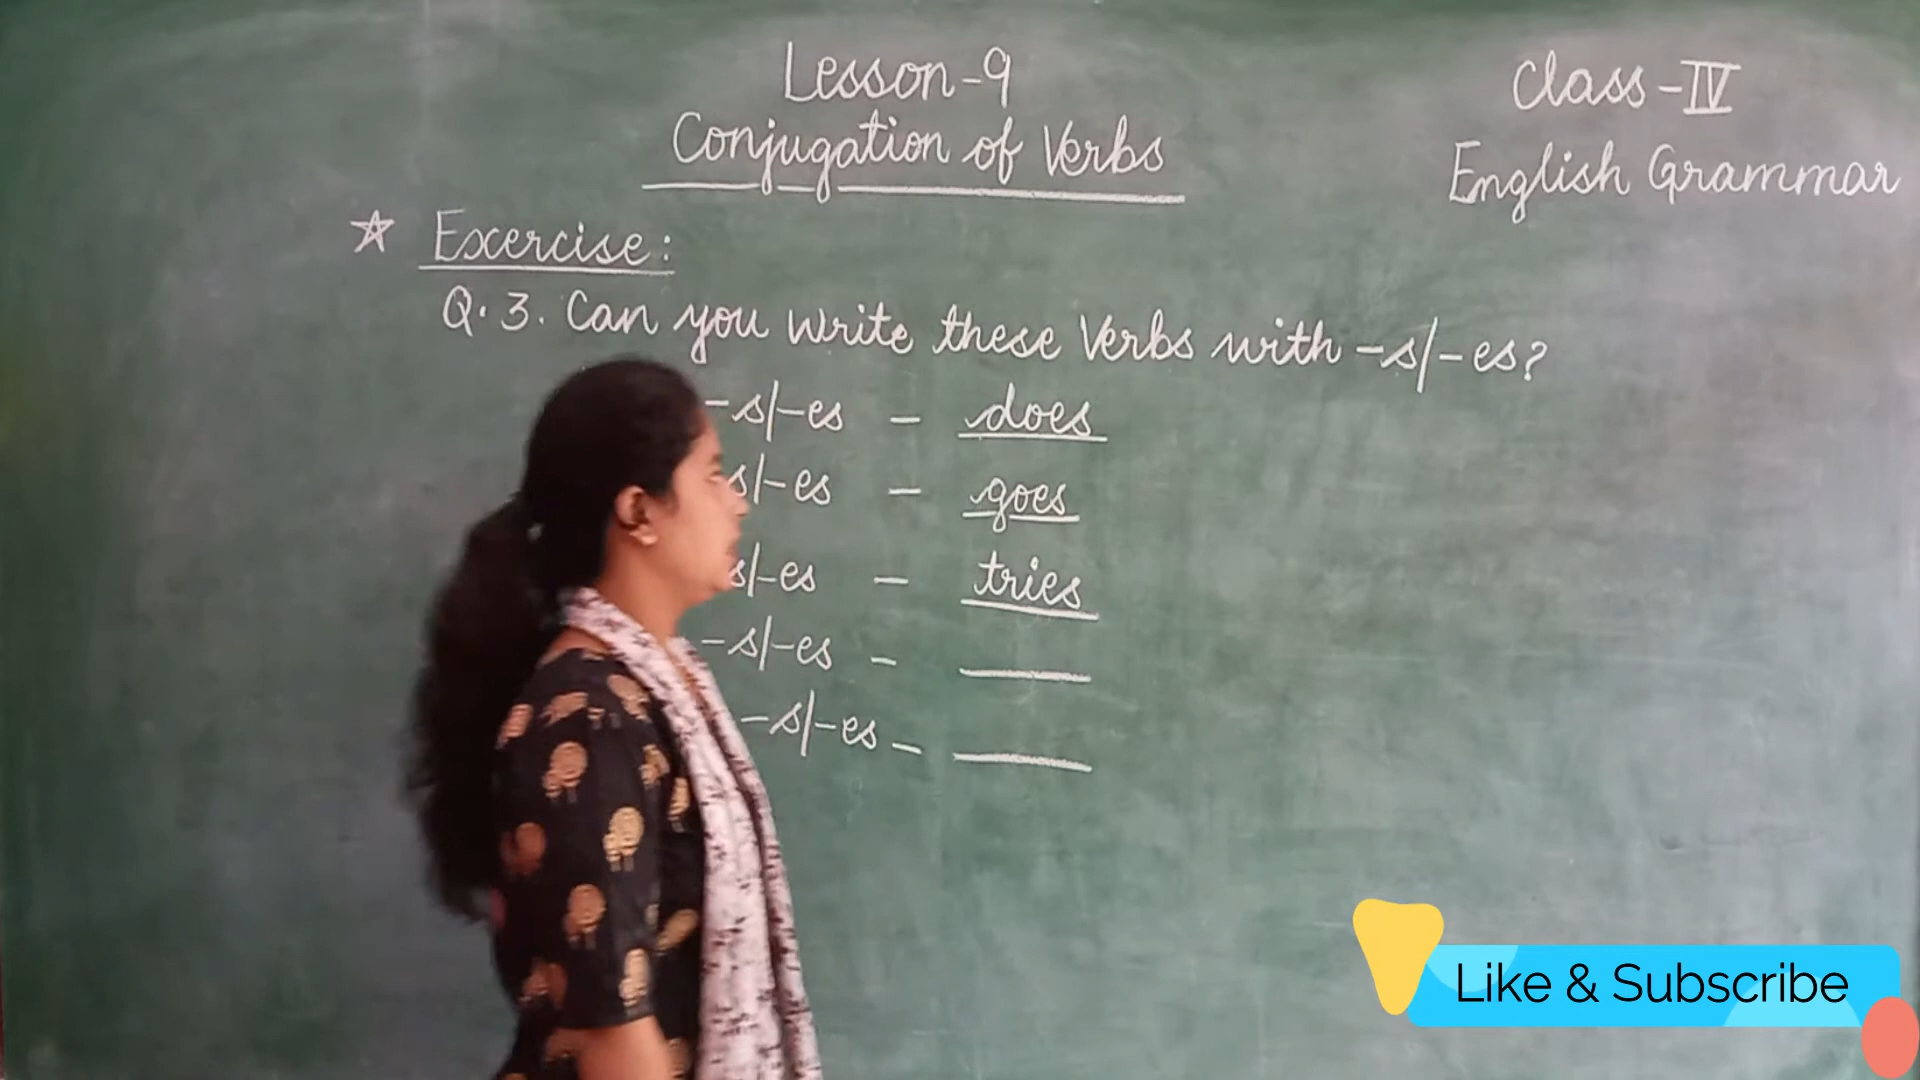 Lesson-9
Class-IV
Conjugation of Verbs
English Grammar
Exercise:
Q.3. Can you write these Verbs with -s/-es?
-s/-es - does
s/-es - goes
s/-es - tries
-s/-es -
-s/-es -
Like & Subscribe